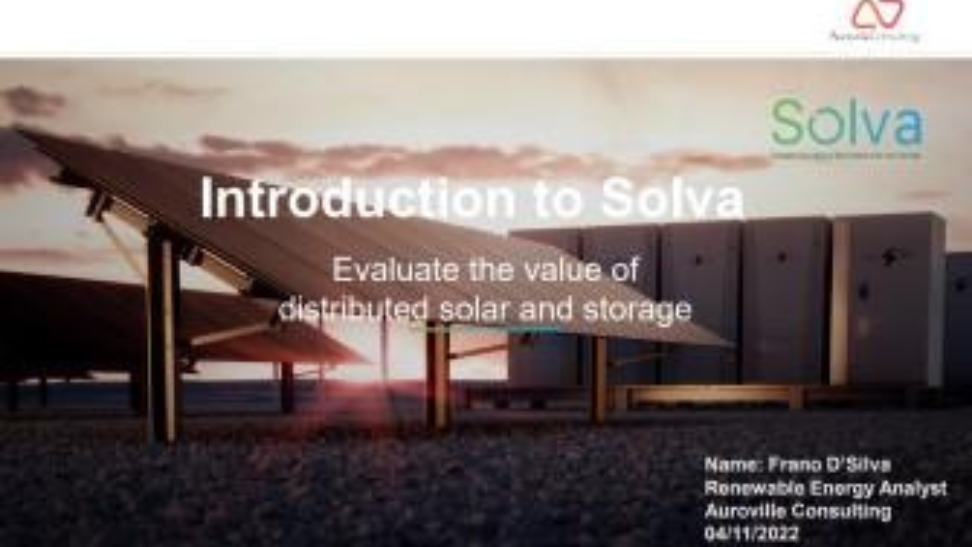 Auroville Consulting
Solva
Introduction to Solva
Evaluate the value of
distributed solar and storage
Name: Frano D'Silva
Renewable Energy Analyst
Auroville Consulting
04/11/2022